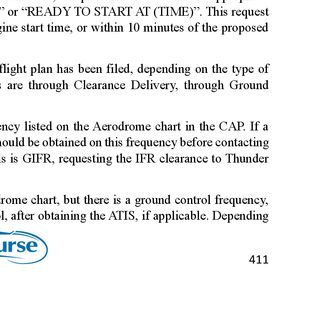 ” or “READY TO START AT (TIME)”. This request
gine start time, or within 10 minutes of the proposed
flight plan has been filed, depending on the type of
are through Clearance Delivery, through Ground
ency listed on the Aerodrome chart in the CAP. If a
hould be obtained on this frequency before contacting
s is GIFR, requesting the IFR clearance to Thunder
drome chart, but there is a ground control frequency,
l, after obtaining the ATIS, if applicable. Depending
urse
411